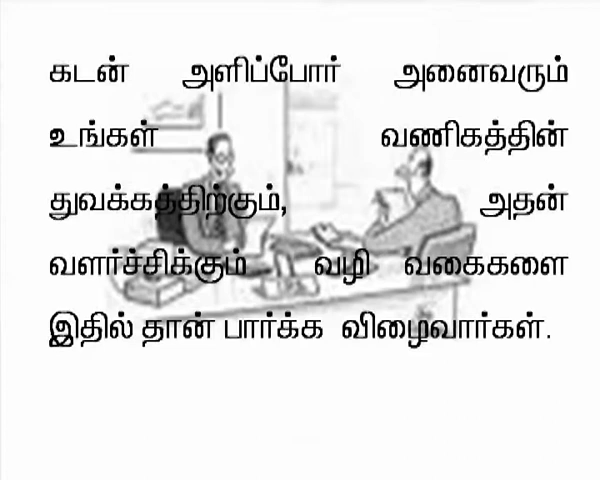 கடன் அளிப்போர் அனைவரும்
உங்கள் வணிகத்தின்
துவக்கத்திற்கும், அதன்
வளர்ச்சிக்கும் வழி வகைகளை
இதில் தான் பார்க்க விழைவார்கள்.